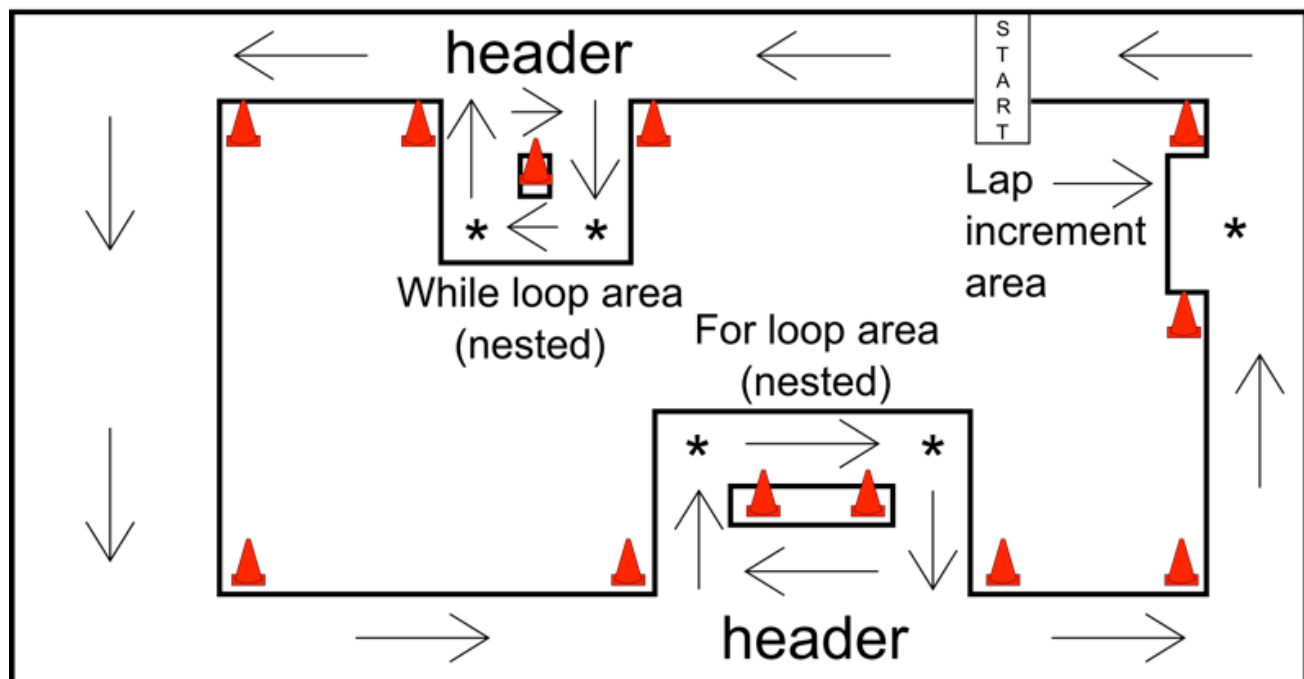 header
S
T
A
R
T
Lap
increment
area
*
* *
While loop area
(nested)
For loop area
(nested)
* *
header